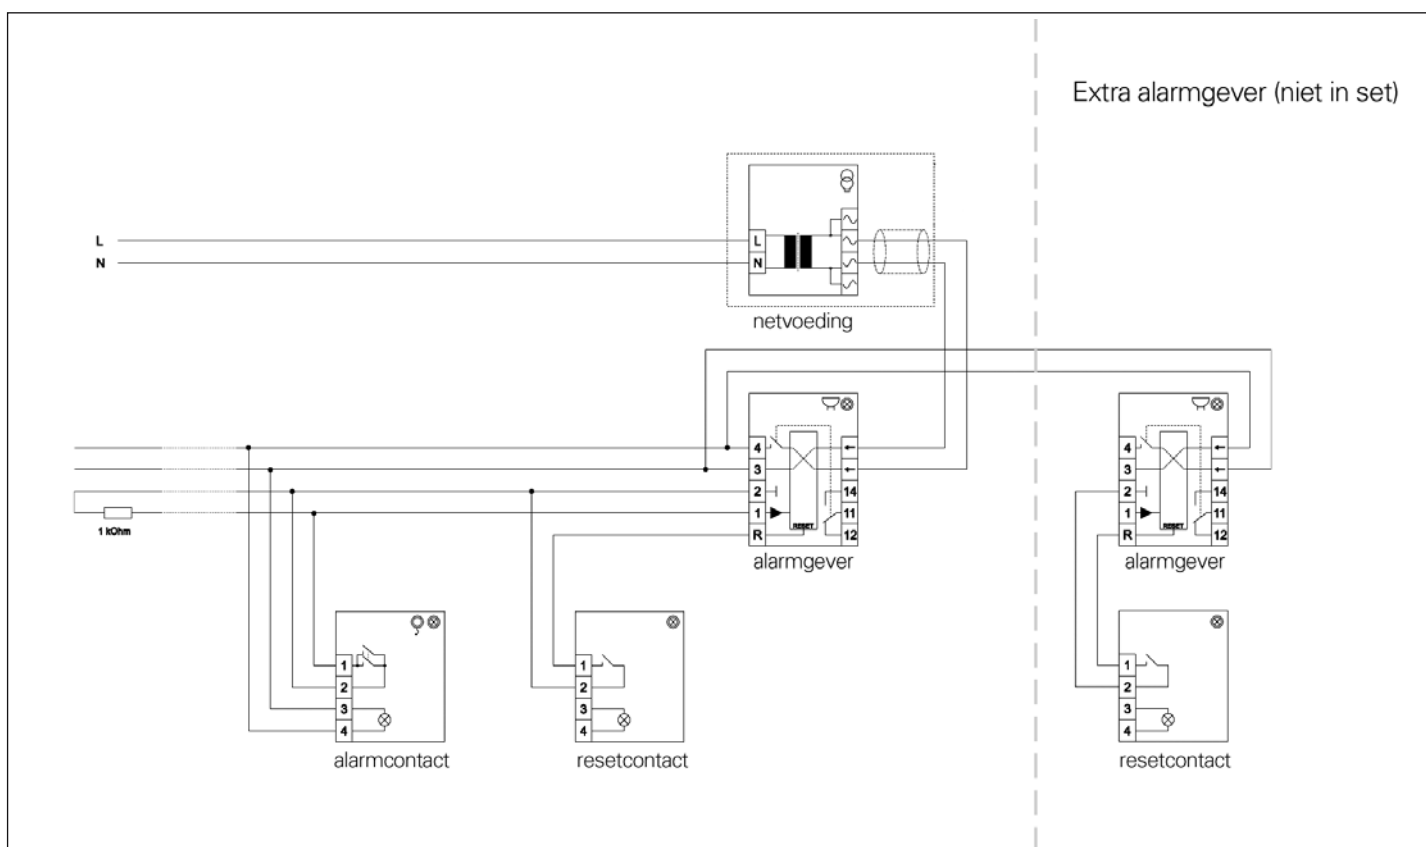 Extra alarmgever (niet in set)
L
N
L
N
netvoeding
4
3
2
1
R
RESET
14
11
12
alarmgever
4
3
2
1
R
RESET
14
11
12
alarmgever
1 kOhm
1
2
3
4
alarmcontact
1
2
3
4
resetcontact
1
2
3
4
resetcontact